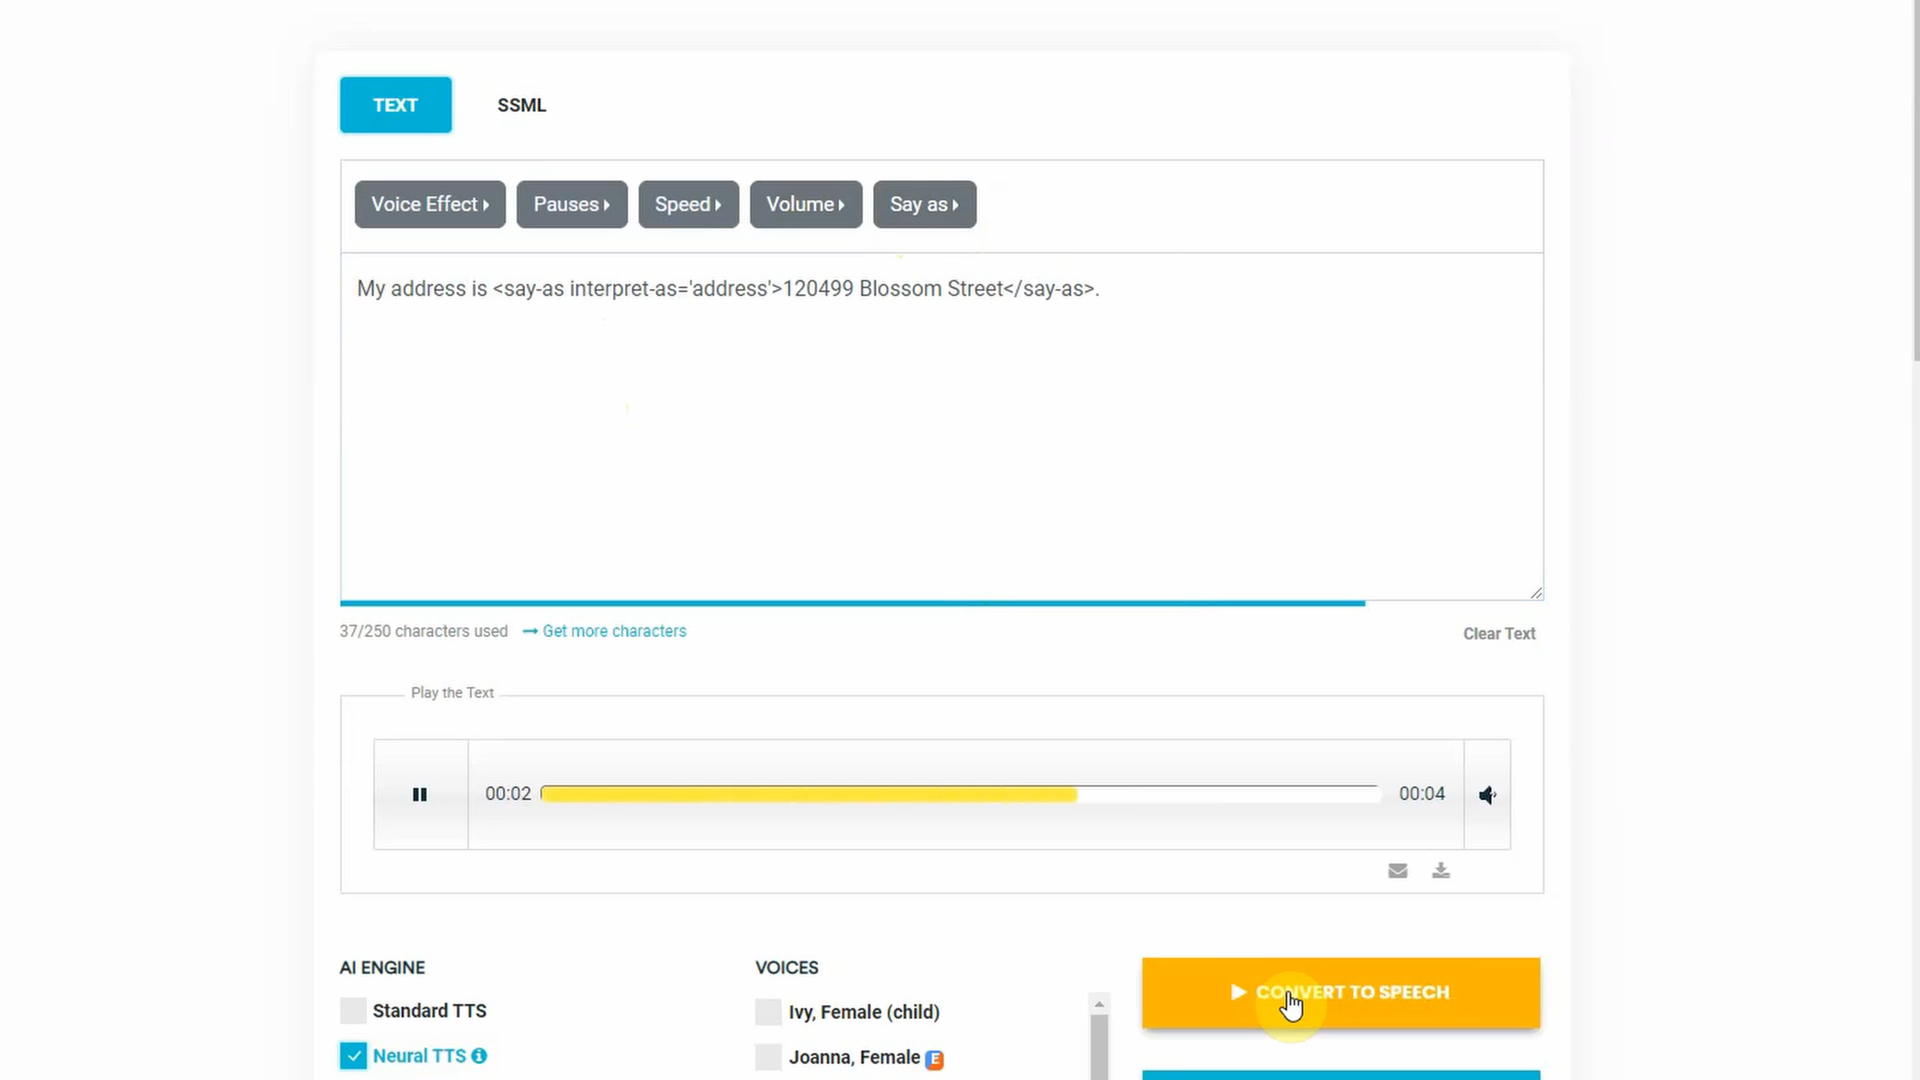 TEXT
SSML
Voice Effect
Pauses
Speed
Volume
Say as
My address is <say-as interpret-as='address'>120499 Blossom Street</say-as>.
37/250 characters used
Get more characters
Clear Text
Play the Text
00:02
00:04
AI ENGINE
VOICES
CONVERT TO SPEECH
Standard TTS
Ivy, Female (child)
Neural TTS
Joanna, Female E